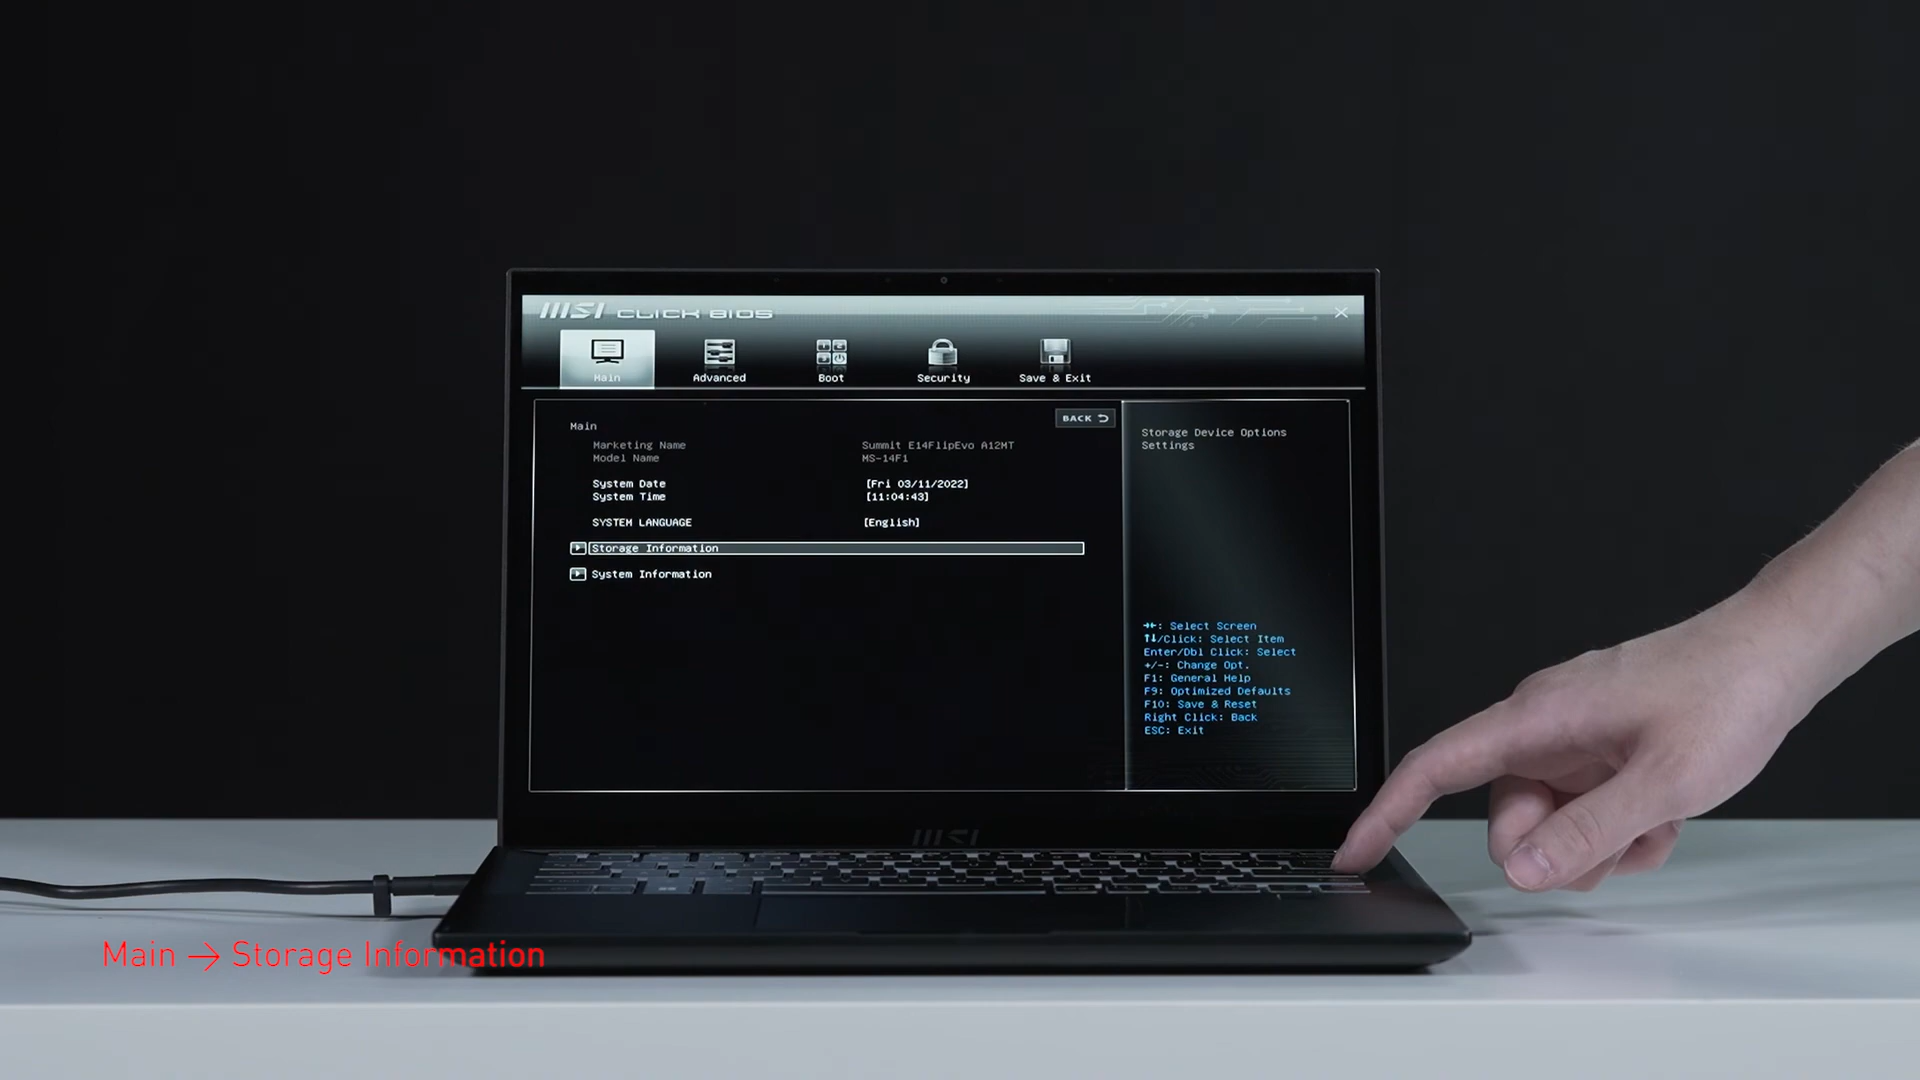 msi CLICK BIOS
Main
Advanced
Boot
Security
Save & Exit
BACK
Main
Marketing Name Summit E14FlipEvo A12MT
Model Name MS-14F1
System Date [Fri 03/11/2022]
System Time [11:04:43]
SYSTEM LANGUAGE [English]
Storage Information
System Information
Storage Device Options
Settings
→←: Select Screen
↑↓/Click: Select Item
Enter/Dbl Click: Select
+/-: Change Opt.
F1: General Help
F9: Optimized Defaults
F10: Save & Reset
Right Click: Back
ESC: Exit
msi
Main → Storage Information